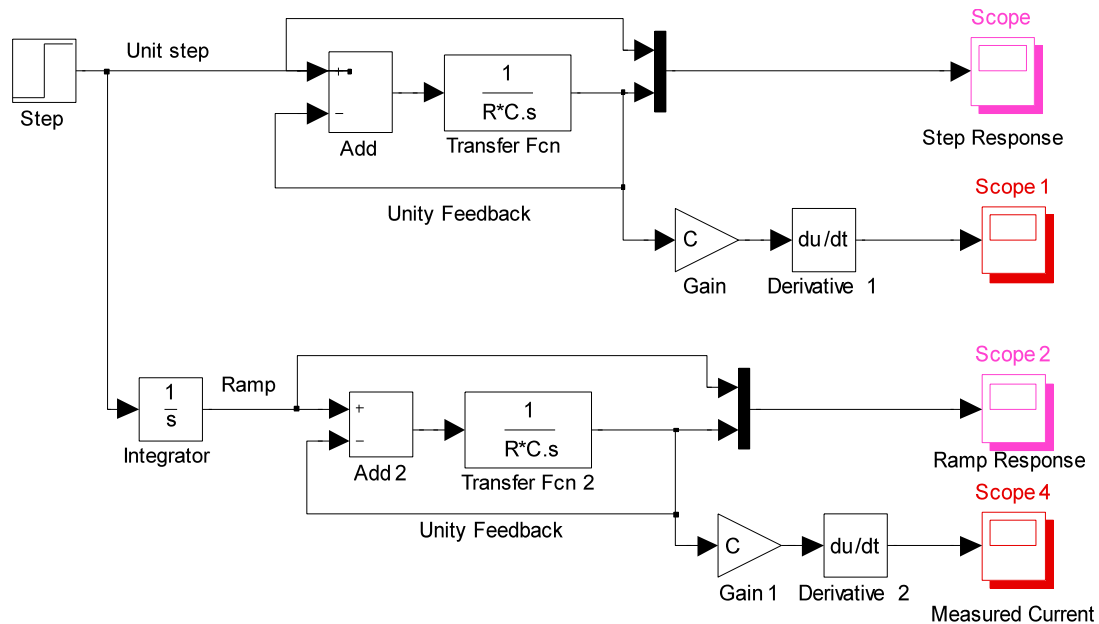 Scope
Unit step
+
−
1
R*C.s
Step
Add
Transfer Fcn
Step Response
Scope 1
Unity Feedback
C
du/dt
Gain
Derivative 1
Scope 2
Ramp
1
s
+
−
1
R*C.s
Integrator
Add 2
Transfer Fcn 2
Ramp Response
Scope 4
Unity Feedback
C
du/dt
Gain 1
Derivative 2
Measured Current